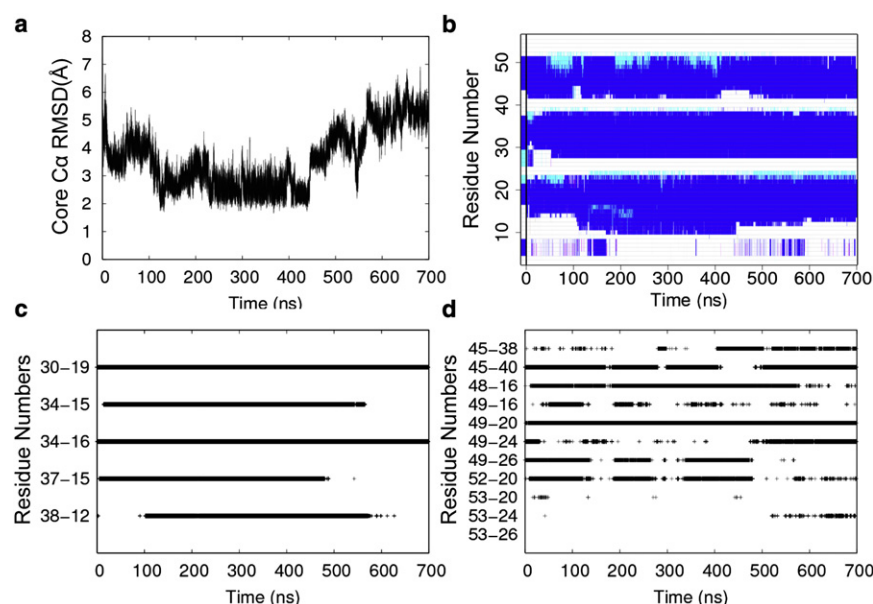 a
Core Cα RMSD(Å)
8
7
6
5
4
3
2
1
0
0 100 200 300 400 500 600 700
Time (ns)
b
Residue Number
50
40
30
20
10
0 100 200 300 400 500 600 700
Time (ns)
c
Residue Numbers
30−19
34−15
34−16
37−15
38−12
0 100 200 300 400 500 600 700
Time (ns)
d
Residue Numbers
45−38
45−40
48−16
49−16
49−20
49−24
49−26
52−20
53−20
53−24
53−26
0 100 200 300 400 500 600 700
Time (ns)